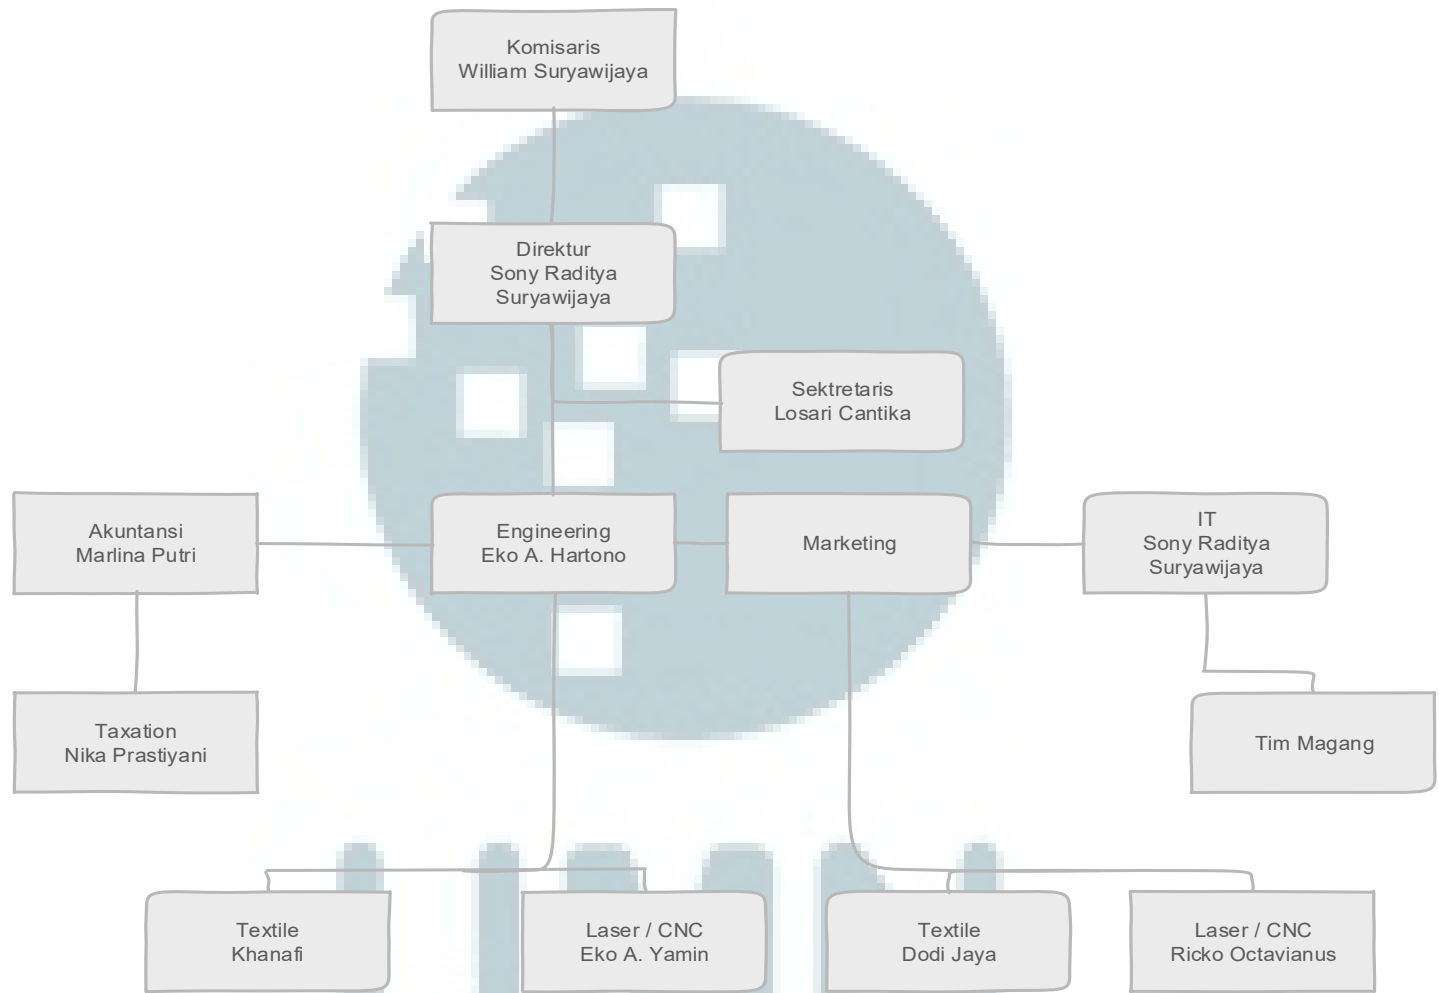 Komisaris
William Suryawijaya
Direktur
Sony Raditya
Suryawijaya
Sektretaris
Losari Cantika
Akuntansi
Marlina Putri
Engineering
Eko A. Hartono
Marketing
IT
Sony Raditya
Suryawijaya
Taxation
Nika Prastiyani
Tim Magang
Textile
Khanafi
Laser / CNC
Eko A. Yamin
Textile
Dodi Jaya
Laser / CNC
Ricko Octavianus